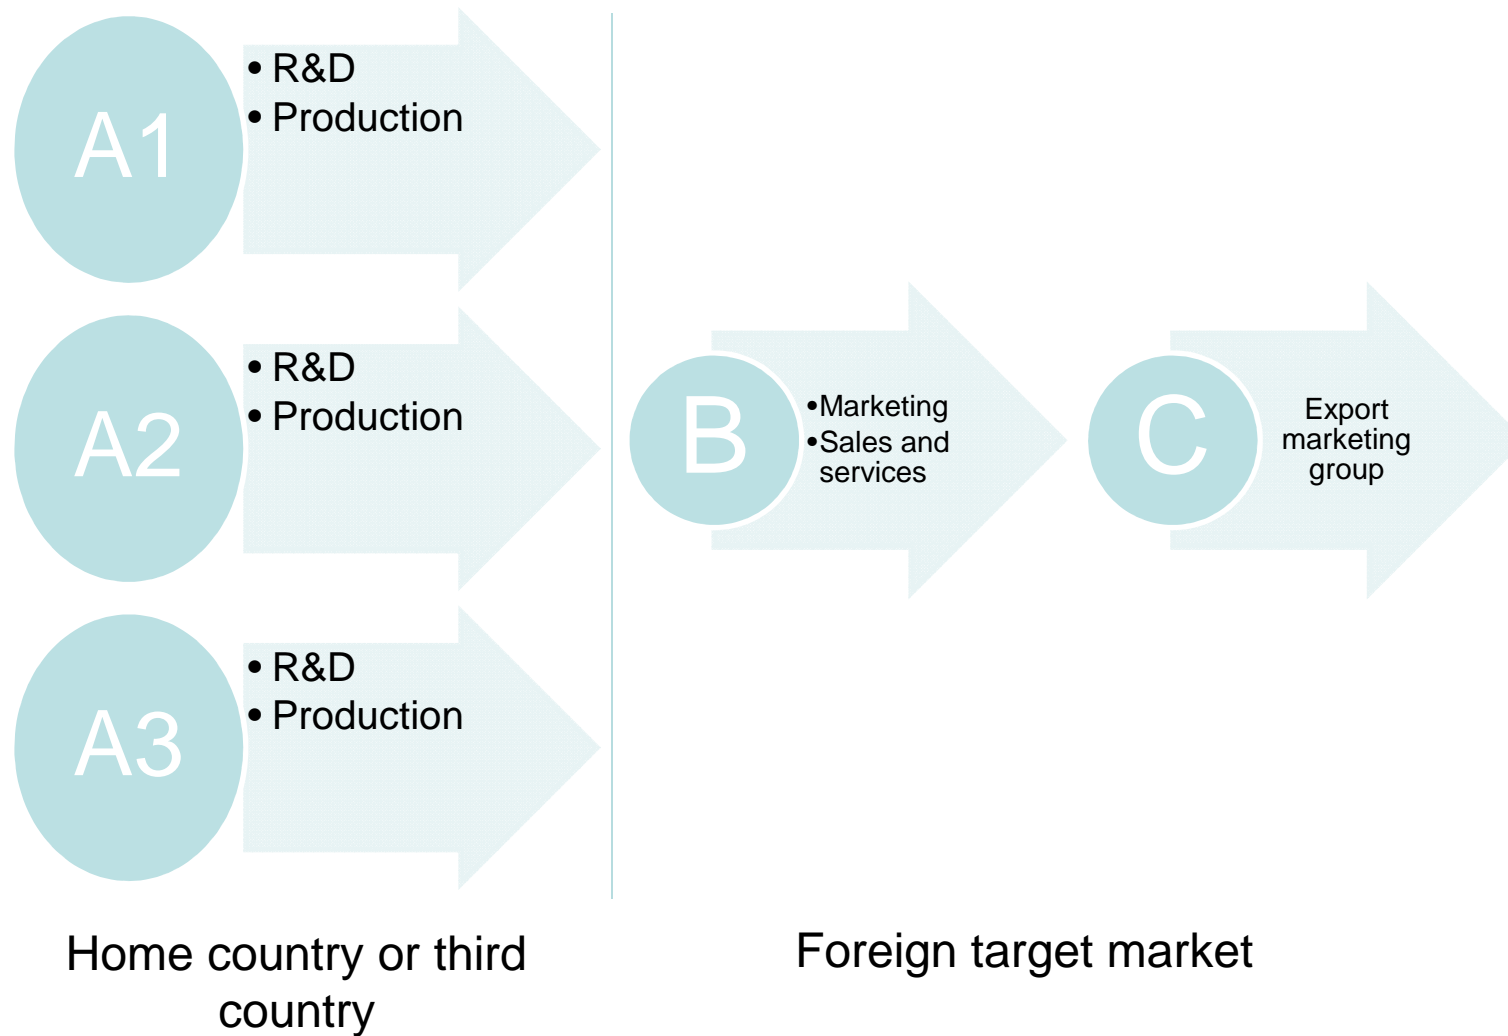 A1
• R&D
• Production
A2
• R&D
• Production
A3
• R&D
• Production
B
•Marketing
•Sales and
services
C
Export
marketing
group
Home country or third
country
Foreign target market